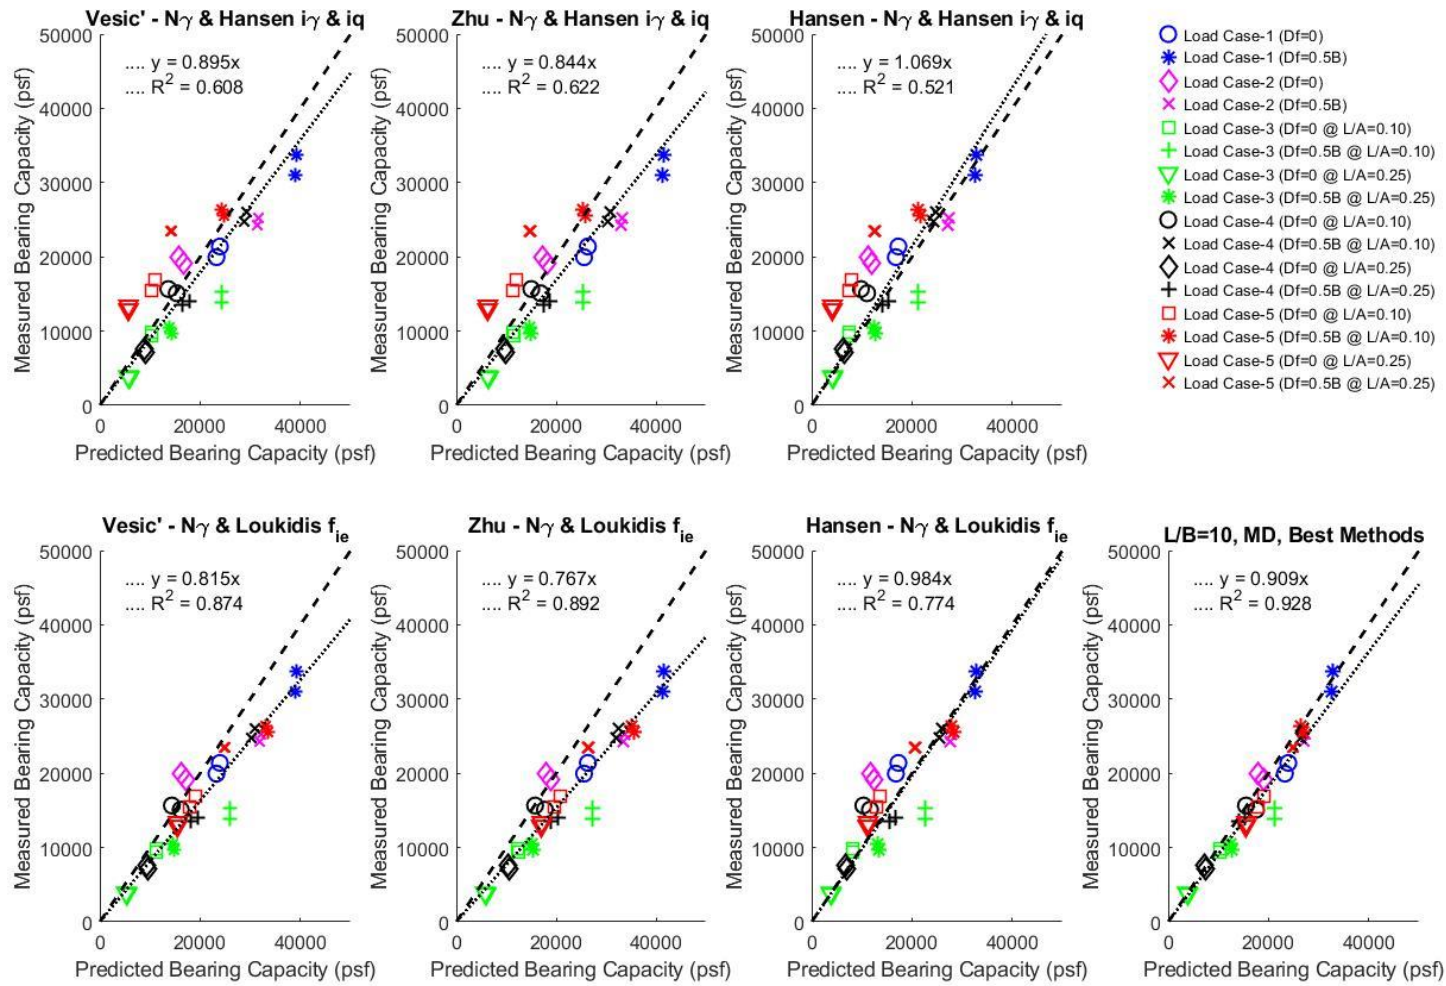 Vesic' - Nγ & Hansen iγ & iq
.... y = 0.895x
.... R² = 0.608
50000
40000
30000
20000
10000
0
0 20000 40000
Measured Bearing Capacity (psf)
Predicted Bearing Capacity (psf)
Zhu - Nγ & Hansen iγ & iq
.... y = 0.844x
.... R² = 0.622
50000
40000
30000
20000
10000
0
0 20000 40000
Measured Bearing Capacity (psf)
Predicted Bearing Capacity (psf)
Hansen - Nγ & Hansen iγ & iq
.... y = 1.069x
.... R² = 0.521
50000
40000
30000
20000
10000
0
0 20000 40000
Measured Bearing Capacity (psf)
Predicted Bearing Capacity (psf)
Load Case-1 (Df=0)
Load Case-1 (Df=0.5B)
Load Case-2 (Df=0)
Load Case-2 (Df=0.5B)
Load Case-3 (Df=0 @ L/A=0.10)
Load Case-3 (Df=0.5B @ L/A=0.10)
Load Case-3 (Df=0 @ L/A=0.25)
Load Case-3 (Df=0.5B @ L/A=0.25)
Load Case-4 (Df=0 @ L/A=0.10)
Load Case-4 (Df=0.5B @ L/A=0.10)
Load Case-4 (Df=0 @ L/A=0.25)
Load Case-4 (Df=0.5B @ L/A=0.25)
Load Case-5 (Df=0 @ L/A=0.10)
Load Case-5 (Df=0.5B @ L/A=0.10)
Load Case-5 (Df=0 @ L/A=0.25)
Load Case-5 (Df=0.5B @ L/A=0.25)
Vesic' - Nγ & Loukidis f_ie
.... y = 0.815x
.... R² = 0.874
50000
40000
30000
20000
10000
0
0 20000 40000
Measured Bearing Capacity (psf)
Predicted Bearing Capacity (psf)
Zhu - Nγ & Loukidis f_ie
.... y = 0.767x
.... R² = 0.892
50000
40000
30000
20000
10000
0
0 20000 40000
Measured Bearing Capacity (psf)
Predicted Bearing Capacity (psf)
Hansen - Nγ & Loukidis f_ie
.... y = 0.984x
.... R² = 0.774
50000
40000
30000
20000
10000
0
0 20000 40000
Measured Bearing Capacity (psf)
Predicted Bearing Capacity (psf)
L/B=10, MD, Best Methods
.... y = 0.909x
.... R² = 0.928
50000
40000
30000
20000
10000
0
0 20000 40000
Measured Bearing Capacity (psf)
Predicted Bearing Capacity (psf)